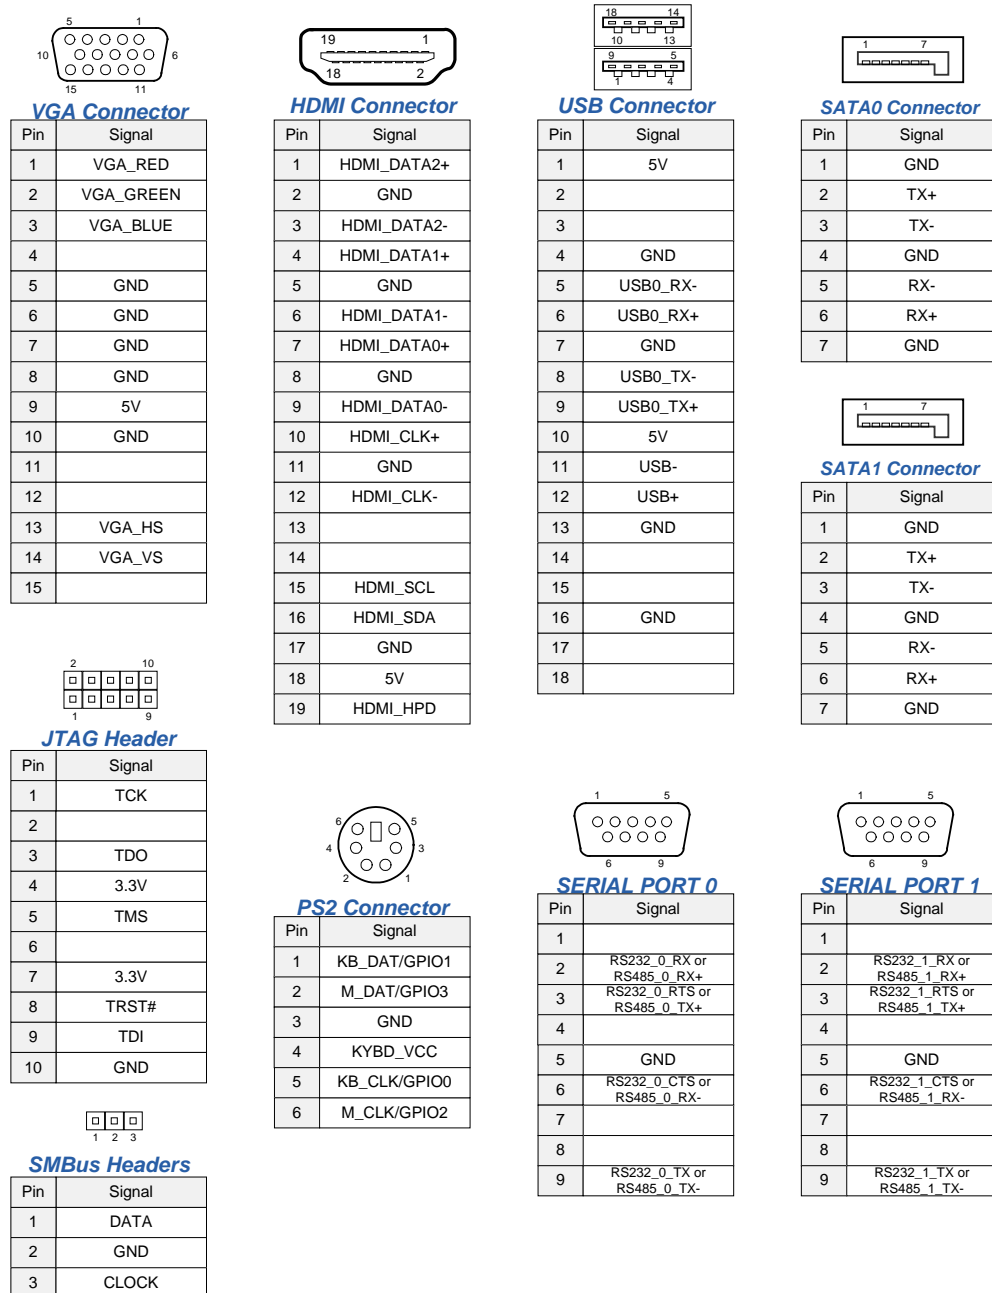 5 1
10 6
15 11
VGA Connector
Pin Signal
1 VGA_RED
2 VGA_GREEN
3 VGA_BLUE
4
5 GND
6 GND
7 GND
8 GND
9 5V
10 GND
11
12
13 VGA_HS
14 VGA_VS
15
19 1
18 2
HDMI Connector
Pin Signal
1 HDMI_DATA2+
2 GND
3 HDMI_DATA2-
4 HDMI_DATA1+
5 GND
6 HDMI_DATA1-
7 HDMI_DATA0+
8 GND
9 HDMI_DATA0-
10 HDMI_CLK+
11 GND
12 HDMI_CLK-
13
14
15 HDMI_SCL
16 HDMI_SDA
17 GND
18 5V
19 HDMI_HPD
18 14
10 13
9 5
1 4
USB Connector
Pin Signal
1 5V
2
3
4 GND
5 USB0_RX-
6 USB0_RX+
7 GND
8 USB0_TX-
9 USB0_TX+
10 5V
11 USB-
12 USB+
13 GND
14
15
16 GND
17
18
1 7
SATA0 Connector
Pin Signal
1 GND
2 TX+
3 TX-
4 GND
5 RX-
6 RX+
7 GND
1 7
SATA1 Connector
Pin Signal
1 GND
2 TX+
3 TX-
4 GND
5 RX-
6 RX+
7 GND
2 10
1 9
JTAG Header
Pin Signal
1 TCK
2
3 TDO
4 3.3V
5 TMS
6
7 3.3V
8 TRST#
9 TDI
10 GND
1 2 3
SMBus Headers
Pin Signal
1 DATA
2 GND
3 CLOCK
6 5
4 3
2 1
PS2 Connector
Pin Signal
1 KB_DAT/GPIO1
2 M_DAT/GPIO3
3 GND
4 KYBD_VCC
5 KB_CLK/GPIO0
6 M_CLK/GPIO2
1 5
6 9
SERIAL PORT 0
Pin Signal
1
2 RS232_0_RX or
RS485_0_RX+
3 RS232_0_RTS or
RS485_0_TX+
4
5 GND
6 RS232_0_CTS or
RS485_0_RX-
7
8
9 RS232_0_TX or
RS485_0_TX-
1 5
6 9
SERIAL PORT 1
Pin Signal
1
2 RS232_1_RX or
RS485_1_RX+
3 RS232_1_RTS or
RS485_1_TX+
4
5 GND
6 RS232_1_CTS or
RS485_1_RX-
7
8
9 RS232_1_TX or
RS485_1_TX-